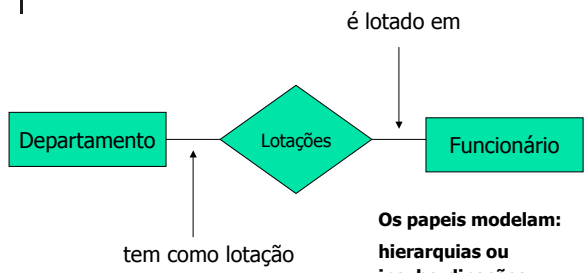 é lotado em
Departamento
Lotações
Funcionário
tem como lotação
Os papeis modelam:
hierarquias ou